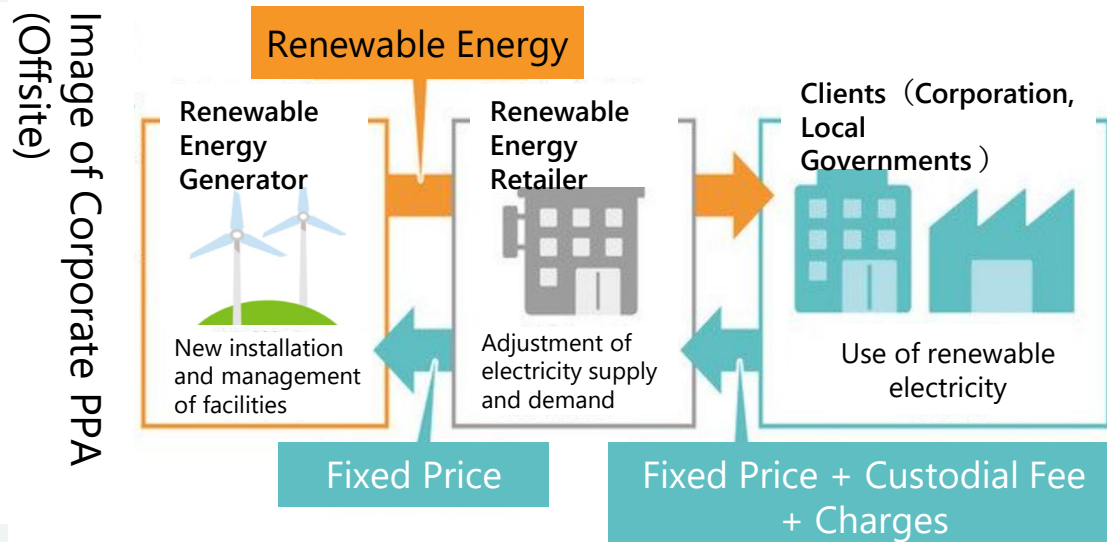 Image of Corporate PPA
(Offsite)
Renewable Energy
Renewable
Energy
Generator
New installation
and management
of facilities
Renewable
Energy
Retailer
Adjustment of
electricity supply
and demand
Clients（Corporation,
Local
Governments）
Use of renewable
electricity
Fixed Price
Fixed Price + Custodial Fee
+ Charges